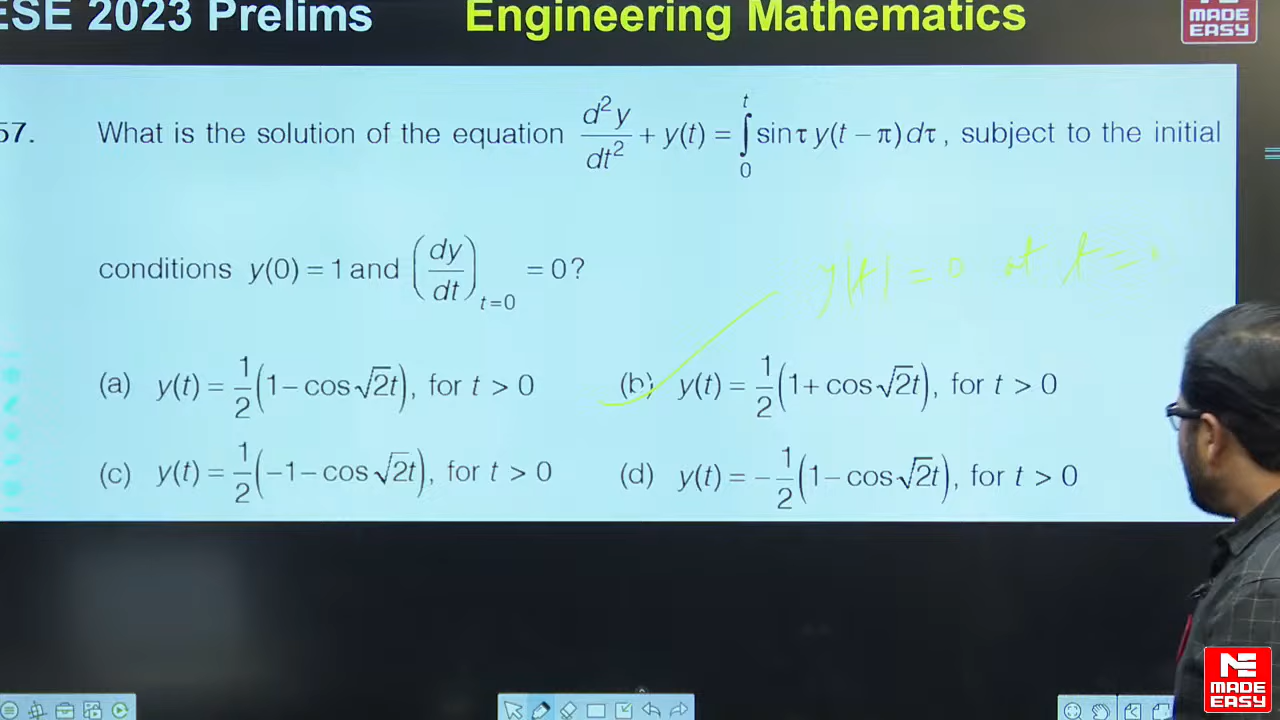 ESE 2023 Prelims Engineering Mathematics
MADE
EASY
57. What is the solution of the equation d²y/dt² + y(t) = ∫₀ᵗ sin τ y(t – π) dτ, subject to the initial
y(t) = 0 at t =
conditions y(0) = 1 and (dy/dt)ₜ₌₀ = 0?
(a) y(t) = 1/2(1 – cos√2t), for t > 0 (b) y(t) = 1/2(1 + cos√2t), for t > 0
(c) y(t) = 1/2(–1 – cos√2t), for t > 0 (d) y(t) = –1/2(1 – cos√2t), for t > 0
MADE
EASY